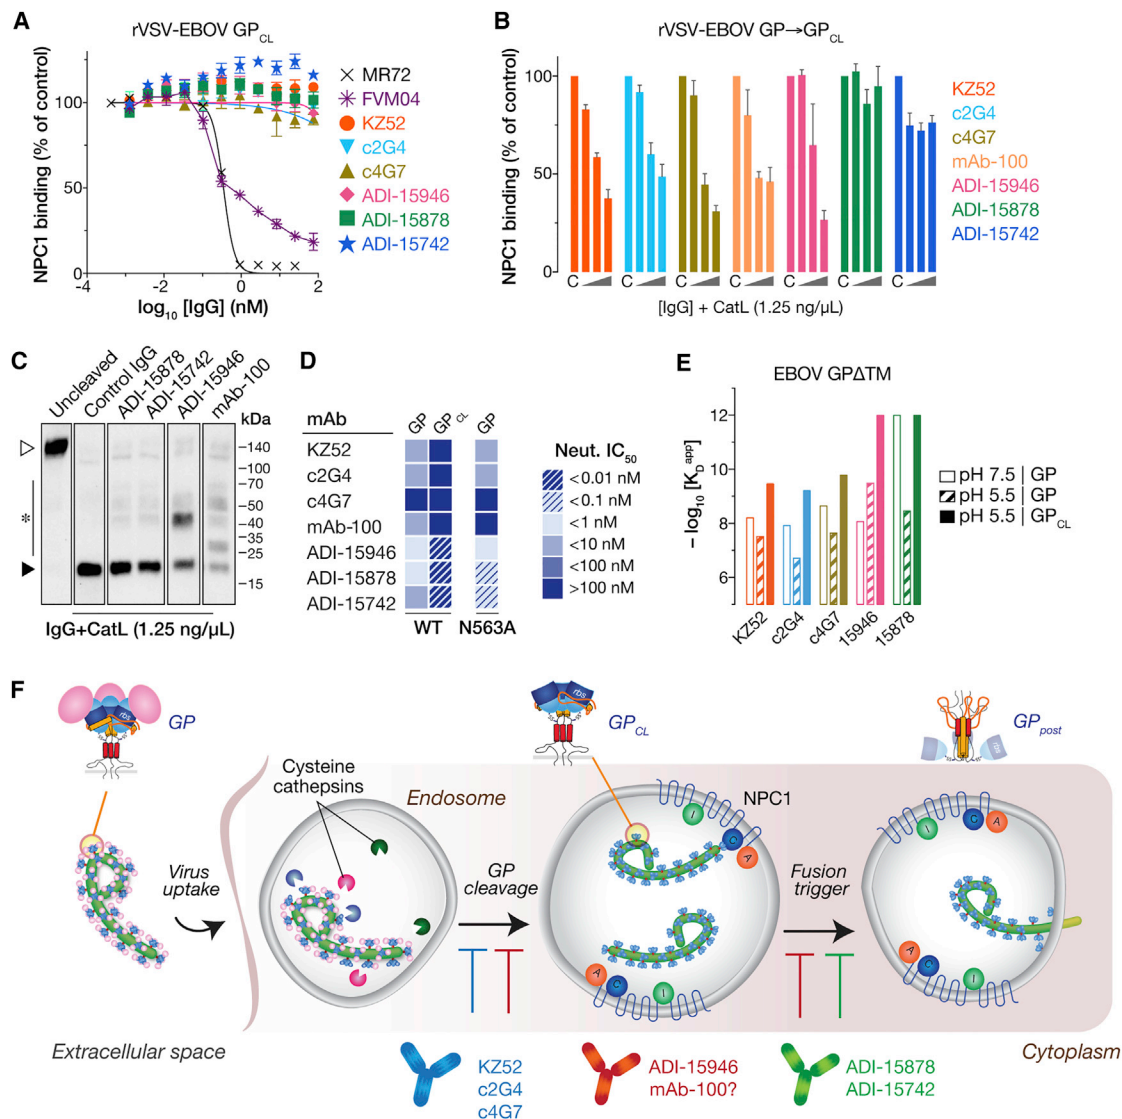 A
rVSV-EBOV GPCL
NPC1 binding (% of control)
100
50
0
-4
-2
0
2
log10 [IgG] (nM)
MR72
FVM04
KZ52
c2G4
c4G7
ADI-15946
ADI-15878
ADI-15742
B
rVSV-EBOV GP→GPCL
NPC1 binding (% of control)
100
50
0
C C C C C C C
[IgG] + CatL (1.25 ng/µL)
KZ52
c2G4
c4G7
mAb-100
ADI-15946
ADI-15878
ADI-15742
C
Uncleaved
Control IgG
ADI-15878
ADI-15742
ADI-15946
mAb-100
kDa
140
100
70
50
40
35
25
15
*
IgG+CatL (1.25 ng/µL)
D
mAb
GP
GPCL
GP
KZ52
c2G4
c4G7
mAb-100
ADI-15946
ADI-15878
ADI-15742
WT
N563A
Neut. IC50
<0.01 nM
<0.1 nM
<1 nM
<10 nM
<100 nM
>100 nM
E
EBOV GPΔTM
− log10 [KDapp]
12
10
8
6
KZ52
c2G4
c4G7
15946
15878
pH 7.5 | GP
pH 5.5 | GP
pH 5.5 | GPCL
F
rbs
GP
rbs
GPCL
rbs
GPpost
Cysteine
cathepsins
Endosome
NPC1
Virus
uptake
GP
cleavage
Fusion
trigger
I
C
A
A
C
I
I
C
A
A
C
I
Extracellular space
Cytoplasm
KZ52
c2G4
c4G7
ADI-15946
mAb-100?
ADI-15878
ADI-15742